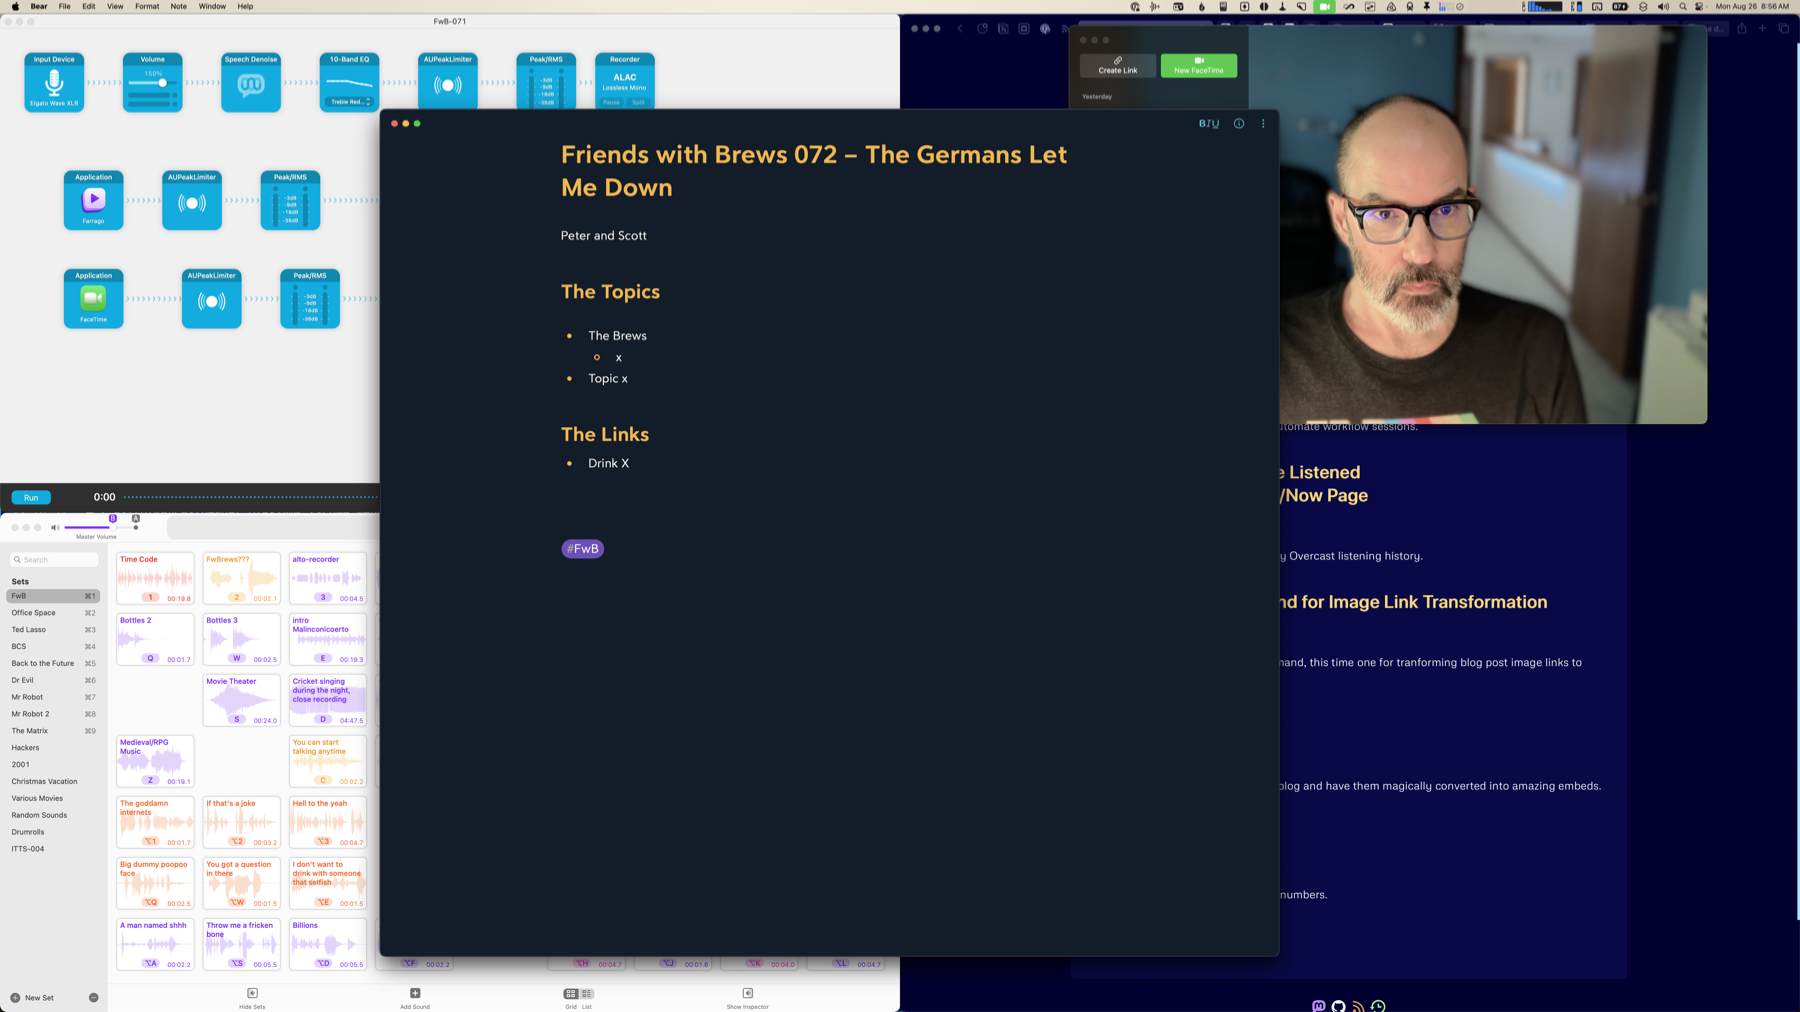 Bear File Edit View Format Note Window Help
Mon Aug 26 8:56 AM
FwB-071
Input Device
Elgato Wave XLR
Volume
150%
Speech Denoise
10-Band EQ
Treble Red...
AUPeakLimiter
Peak/RMS
-3dB
-9dB
-18dB
-36dB
Recorder
ALAC
Lossless Mono
Pause Split
Create Link
New FaceTime
Yesterday
Application
Farrago
AUPeakLimiter
Peak/RMS
-3dB
-9dB
-18dB
-36dB
Application
FaceTime
AUPeakLimiter
Peak/RMS
-3dB
-9dB
-18dB
-36dB
BIU
Friends with Brews 072 – The Germans Let
Me Down
Peter and Scott
The Topics
The Brews
x
Topic x
The Links
Drink X
#FwB
Run
0:00
B A
Master Volume
Search
Sets
FwB ⌘1
Office Space ⌘2
Ted Lasso ⌘3
BCS ⌘4
Back to the Future ⌘5
Dr Evil ⌘6
Mr Robot ⌘7
Mr Robot 2 ⌘8
The Matrix ⌘9
Hackers
2001
Christmas Vacation
Various Movies
Random Sounds
Drumrolls
ITTS-004
New Set
Time Code
1 00:19.8
FwBrews???
2 00:02.1
alto-recorder
3 00:04.5
Bottles 2
Q 00:01.7
Bottles 3
W 00:02.5
intro
Malinconicoerto
E 00:19.3
Movie Theater
S 00:24.0
Cricket singing
during the night,
close recording
D 04:47.5
Medieval/RPG
Music
Z 00:19.1
You can start
talking anytime
C 00:02.2
The goddamn
internets
⌥1 00:01.7
If that's a joke
⌥2 00:03.2
Hell to the yeah
⌥3 00:04.7
Big dummy poopoo
face
⌥Q 00:02.5
You got a question
in there
⌥W 00:01.5
I don't want to
drink with someone
that selfish
⌥E 00:01.5
A man named shhh
⌥A 00:02.2
Throw me a fricken
bone
⌥S 00:05.5
Billions
⌥D 00:05.5
⌥F 00:02.2
⌥H 00:04.7
⌥J 00:01.6
⌥K 00:04.0
⌥L 00:04.7
Hide Sets
Add Sound
Grid List
Show Inspector
utomate workflow sessions.
e Listened
/Now Page
y Overcast listening history.
nd for Image Link Transformation
mand, this time one for tranforming blog post image links to
blog and have them magically converted into amazing embeds.
numbers.